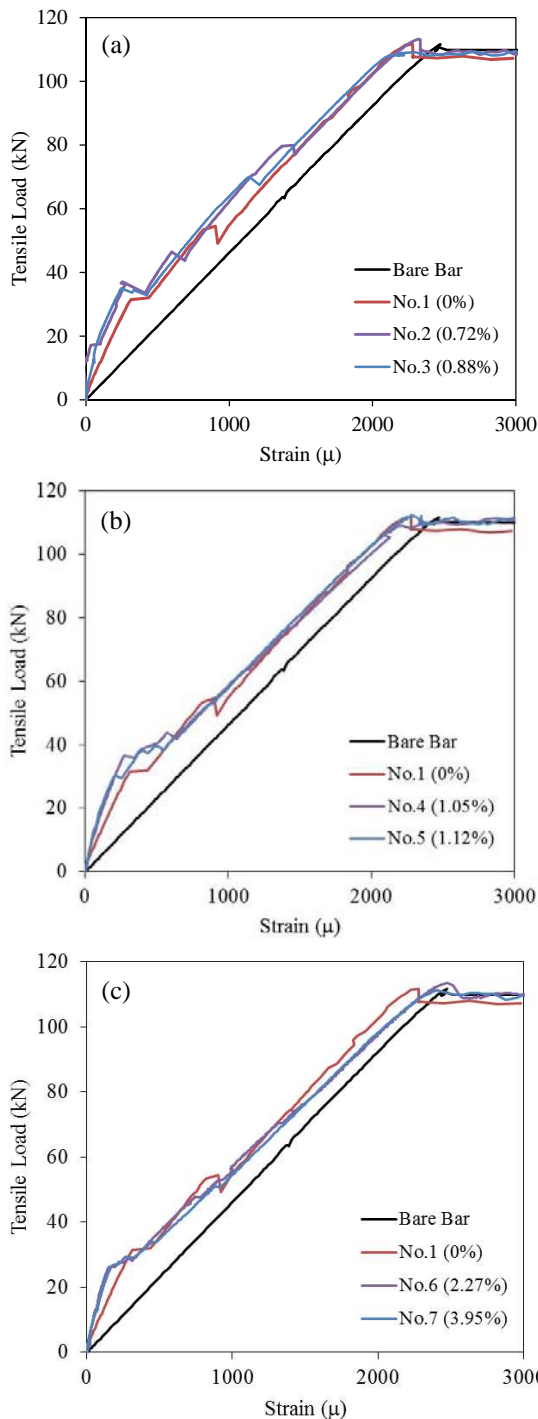 (a)
120
100
80
60
40
20
0
Tensile Load (kN)
Bare Bar
No.1 (0%)
No.2 (0.72%)
No.3 (0.88%)
0 1000 2000 3000
Strain (μ)
(b)
120
100
80
60
40
20
0
Tensile Load (kN)
Bare Bar
No.1 (0%)
No.4 (1.05%)
No.5 (1.12%)
0 1000 2000 3000
Strain (μ)
(c)
120
100
80
60
40
20
0
Tensile Load (kN)
Bare Bar
No.1 (0%)
No.6 (2.27%)
No.7 (3.95%)
0 1000 2000 3000
Strain (μ)